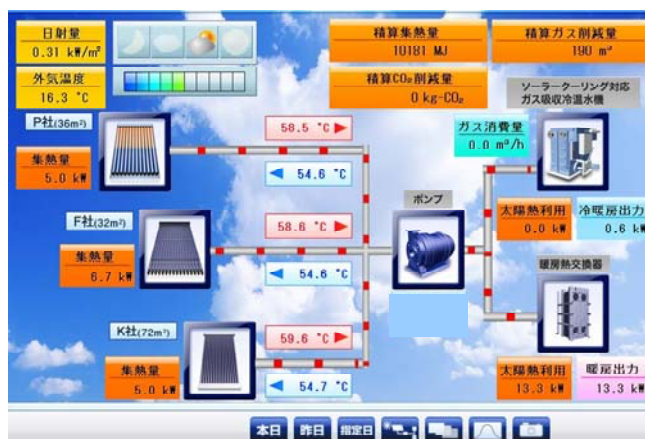 日射量
0.31 kW/m²
外気温度
16.3 ℃
積算集熱量
10181 MJ
積算ガス削減量
190 m³
積算CO₂削減量
0 kg-CO₂
ソーラークーリング対応
ガス吸収冷温水機
P社(36m²)
集熱量
5.0 kW
58.5 ℃
54.6 ℃
ガス消費量
0.0 m³/h
F社(32m²)
集熱量
6.7 kW
58.6 ℃
54.6 ℃
ポンプ
太陽熱利用
0.0 kW
冷暖房出力
0.6 kW
暖房熱交換器
K社(72m²)
集熱量
5.0 kW
59.6 ℃
54.7 ℃
太陽熱利用
13.3 kW
暖房出力
13.3 kW
本日 昨日 指定日